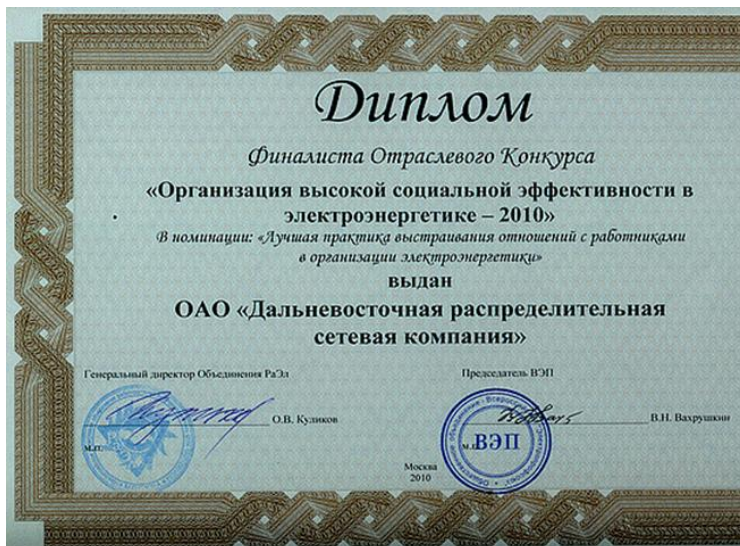 Диплом
Финалиста Отраслевого Конкурса
«Организация высокой социальной эффективности в
электроэнергетике – 2010»
В номинации: «Лучшая практика выстраивания отношений с работниками
в организации электроэнергетики»
выдан
ОАО «Дальневосточная распределительная
сетевая компания»
Генеральный директор Объединения РаЭл
Председатель ВЭП
О.В. Куликов
В.Н. Вахрушкин
М.П.
ВЭП
Москва
2010